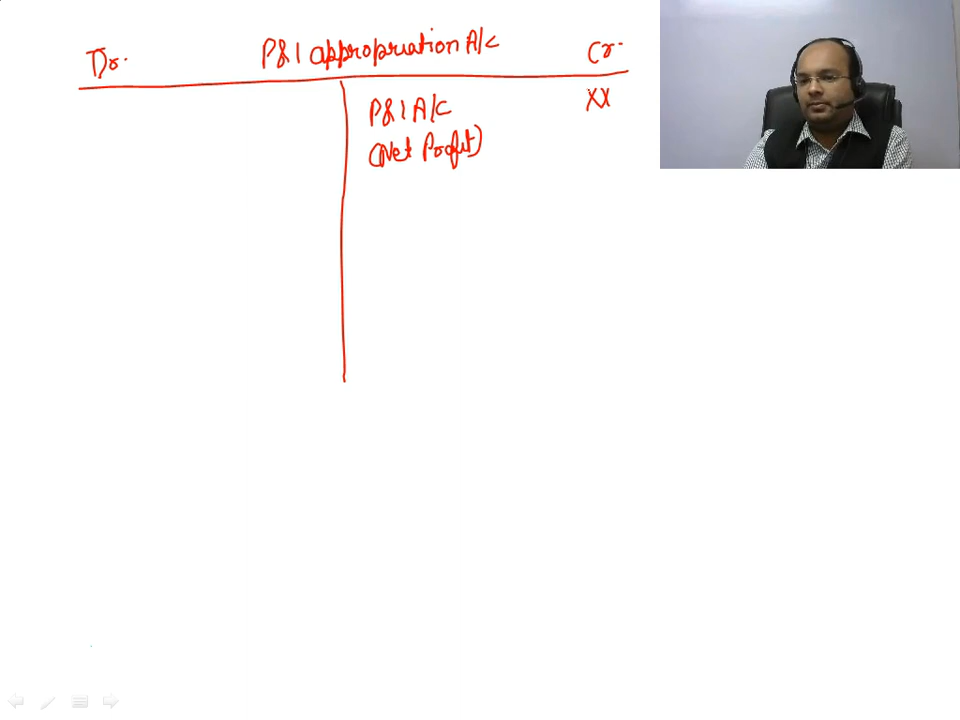 Dr. P&l appropriation A/c Cr.
P&l A/c XX
(Net Profit)